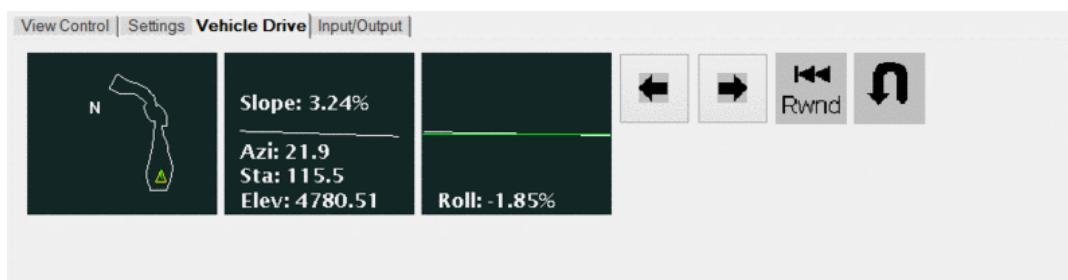 View Control Settings Vehicle Drive Input/Output
N
Slope: 3.24%
Azi: 21.9
Sta: 115.5
Elev: 4780.51
Roll: -1.85%
Rwnd